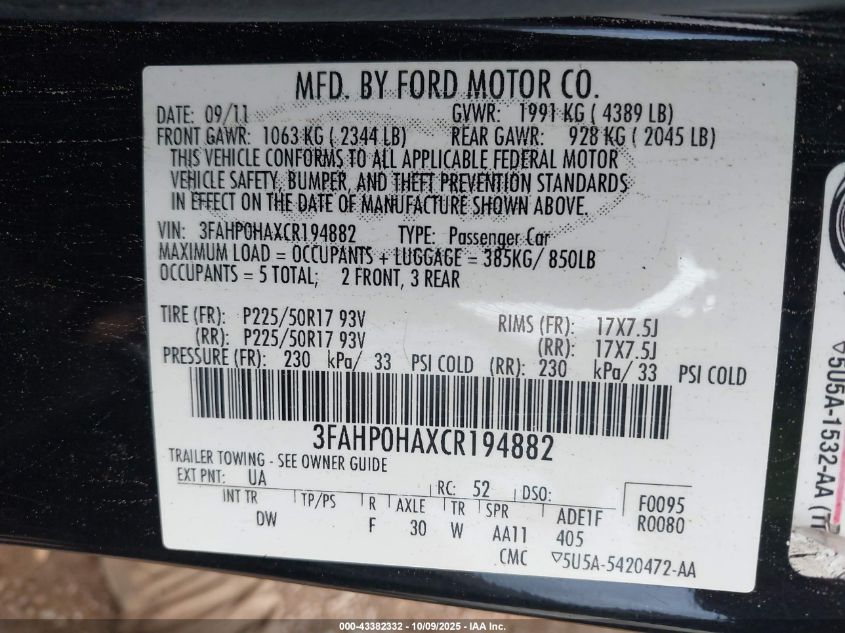 MFD. BY FORD MOTOR CO.
DATE: 09/11 GVWR: 1991 KG ( 4389 LB)
FRONT GAWR: 1063 KG ( 2344 LB) REAR GAWR: 928 KG ( 2045 LB)
THIS VEHICLE CONFORMS TO ALL APPLICABLE FEDERAL MOTOR
VEHICLE SAFETY, BUMPER, AND THEFT PREVENTION STANDARDS
IN EFFECT ON THE DATE OF MANUFACTURE SHOWN ABOVE.
VIN: 3FAHP0HAXCR194882 TYPE: Passenger Car
MAXIMUM LOAD = OCCUPANTS + LUGGAGE = 385KG/ 850LB
OCCUPANTS = 5 TOTAL; 2 FRONT, 3 REAR
TIRE (FR): P225/50R17 93V RIMS (FR): 17X7.5J
(RR): P225/50R17 93V (RR): 17X7.5J
PRESSURE (FR): 230 kPa/ 33 PSI COLD (RR): 230 kPa/ 33 PSI COLD
3FAHP0HAXCR194882
TRAILER TOWING - SEE OWNER GUIDE
EXT PNT: UA RC: 52 DSO: F0095
INT TR TP/PS R AXLE TR SPR ADE1F R0080
DW F 30 W AA11 405
CMC ▽5U5A-5420472-AA
▽5U5A-1532-AA
000-43382332 - 10/09/2025 - IAA Inc.